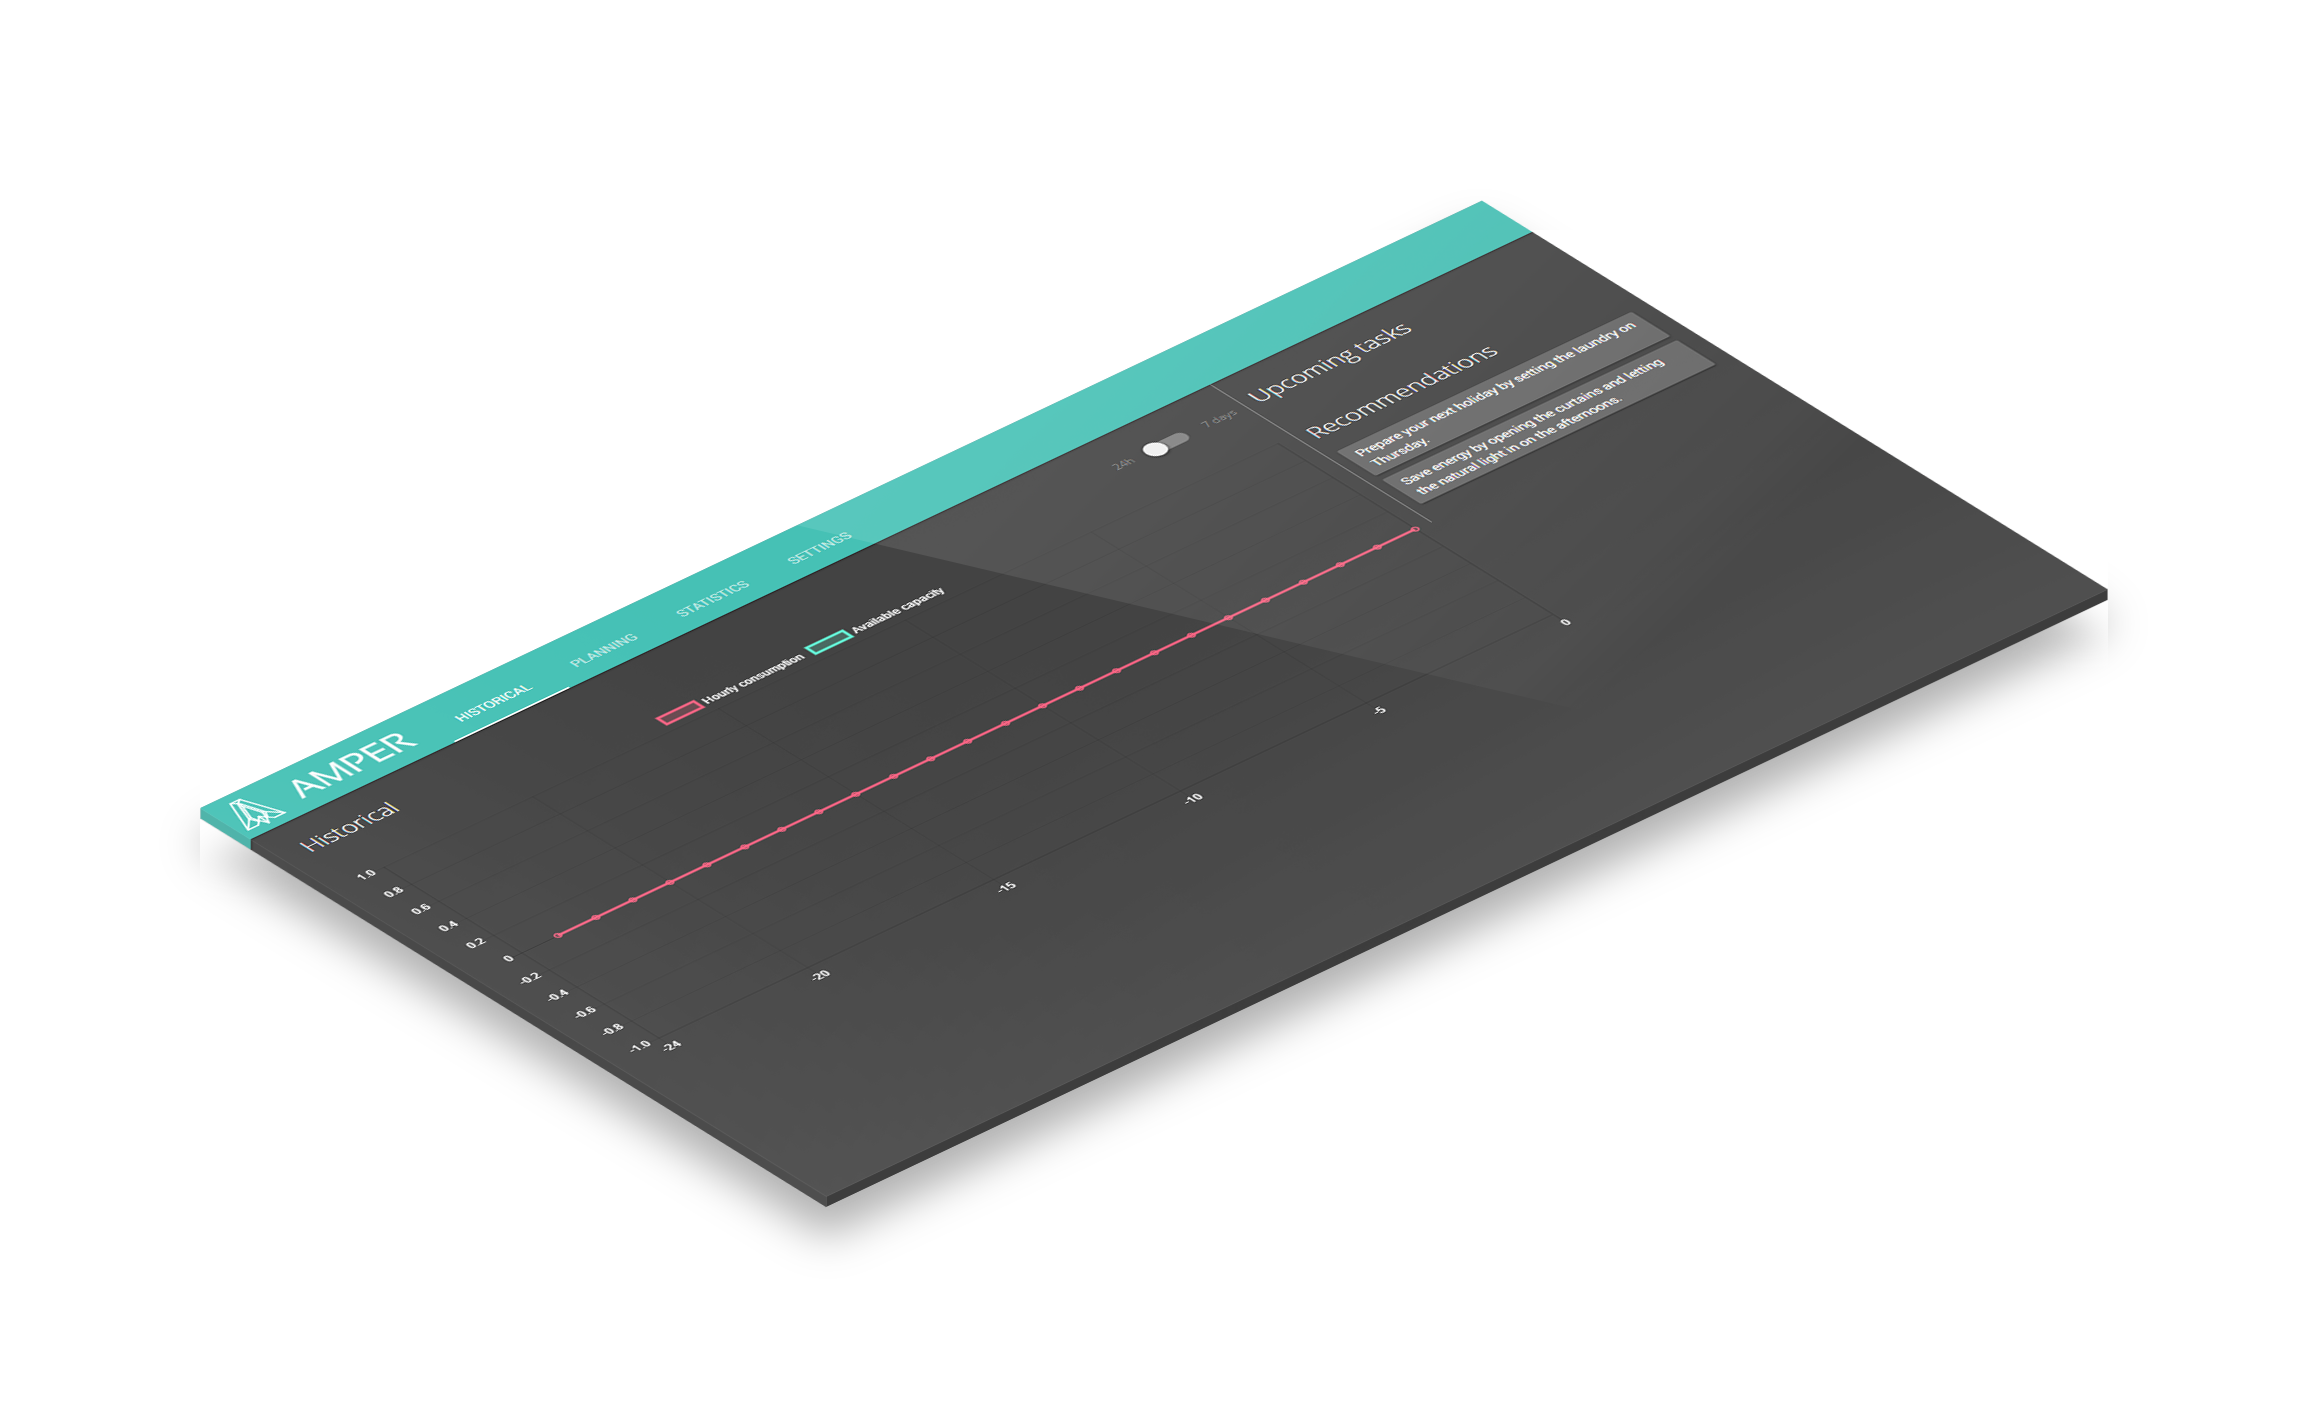 AMPER
HISTORICAL
PLANNING
STATISTICS
SETTINGS
Historical
24h
7 days
Hourly consumption
Available capacity
1.0
0.8
0.6
0.4
0.2
0
-0.2
-0.4
-0.6
-0.8
-1.0
-24
-20
-15
-10
-5
0
Upcoming tasks
Recommendations
Prepare your next holiday by setting the laundry on
Thursday.
Save energy by opening the curtains and letting
the natural light in on the afternoons.